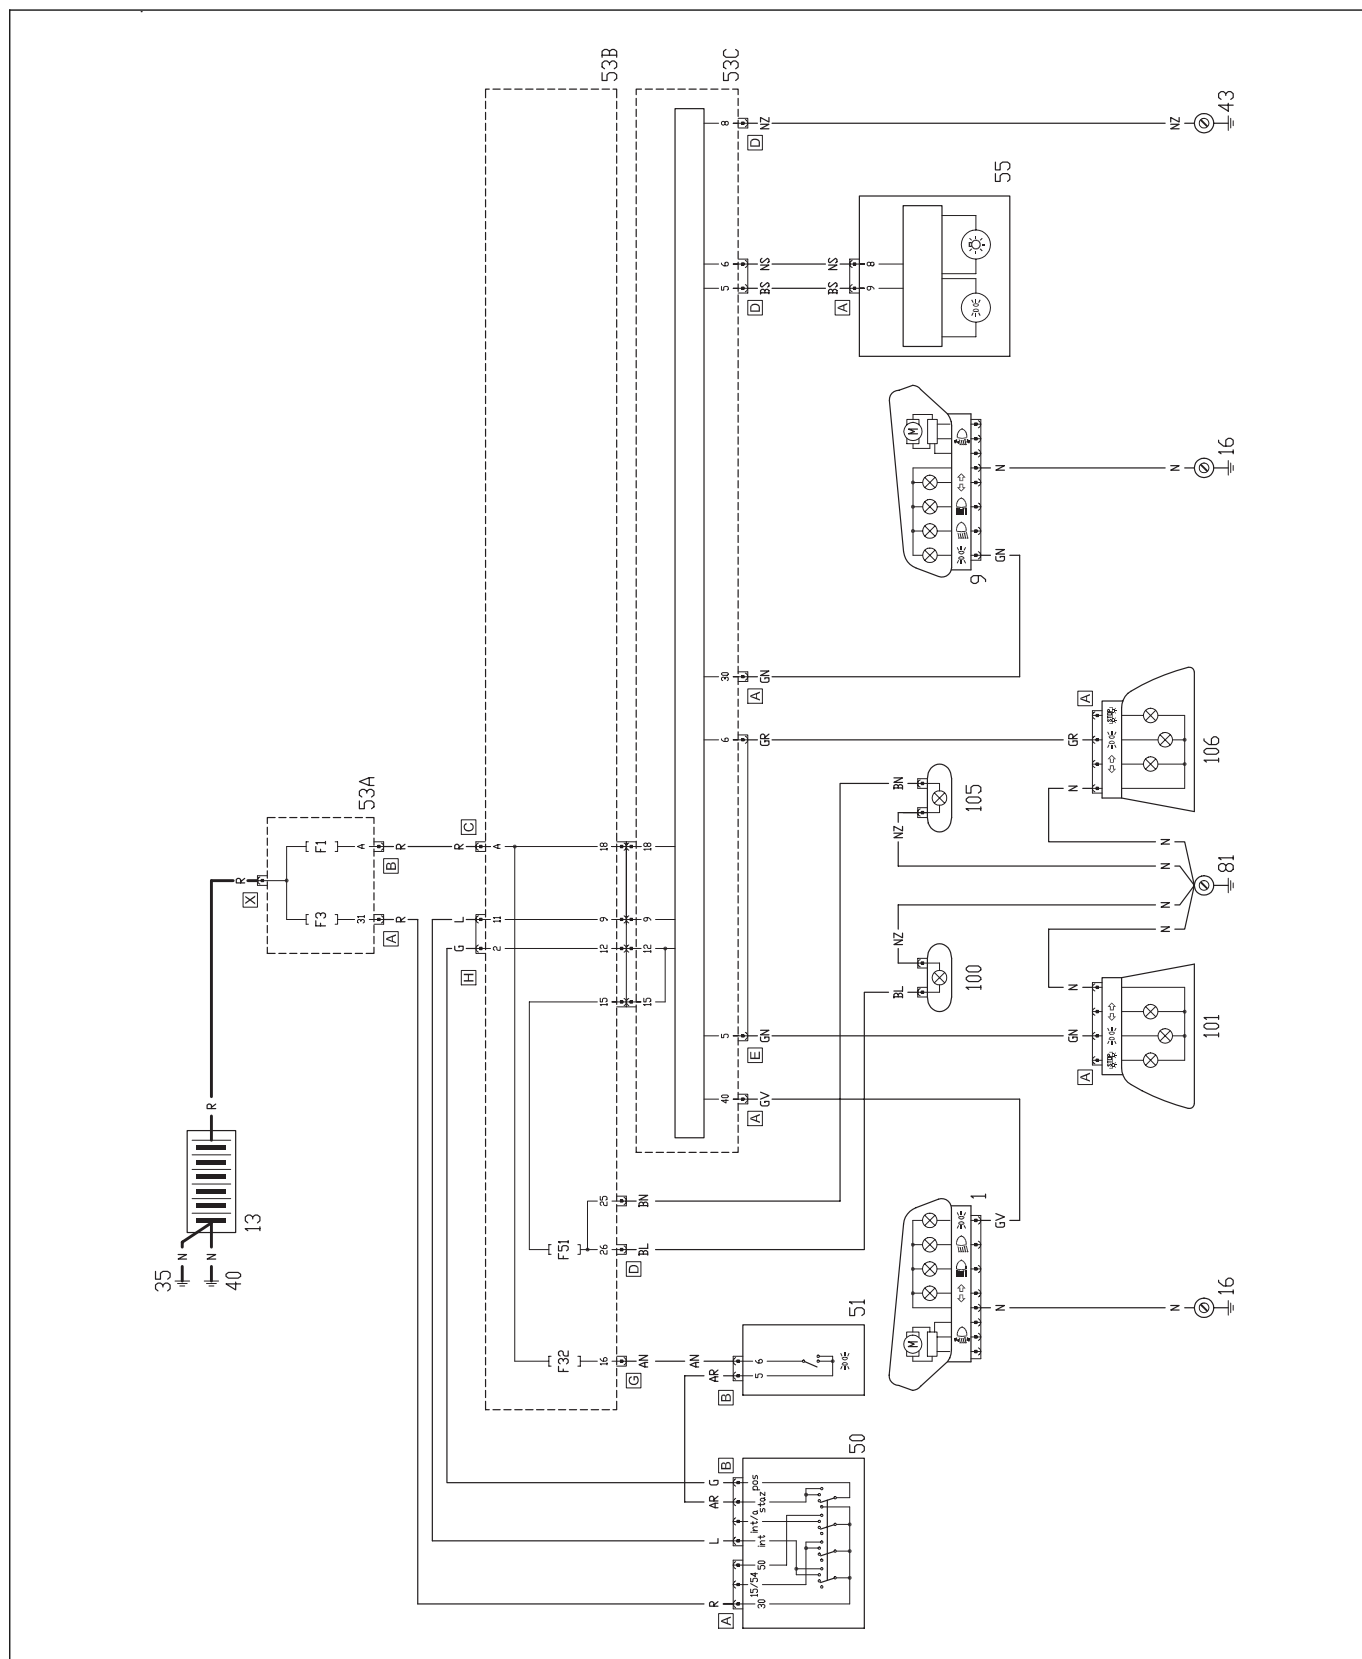 35
N
40
N
13
R
R
X
F3
F1
31
A
A
R
B
R
53A
R
C
A
L
G
H
11
2
53B
F32
F51
16
26
25
15
12
9
18
G
AN
D
BL
BN
53C
15
12
9
18
40
5
6
30
5
6
8
A
GV
E
GN
GR
A
GN
D
BS
NS
D
NZ
A
R
L
AR
G
B
30
15/54
50
int
int/a
staz
pos
50
B
AR
AN
5
6
51
A
BS
NS
9
8
55
M
1
GV
N
N
16
BL
NZ
100
NZ
BN
105
M
9
GN
N
N
16
A
GN
N
STOP
101
N
N
N
N
81
N
GR
A
STOP
106
NZ
43